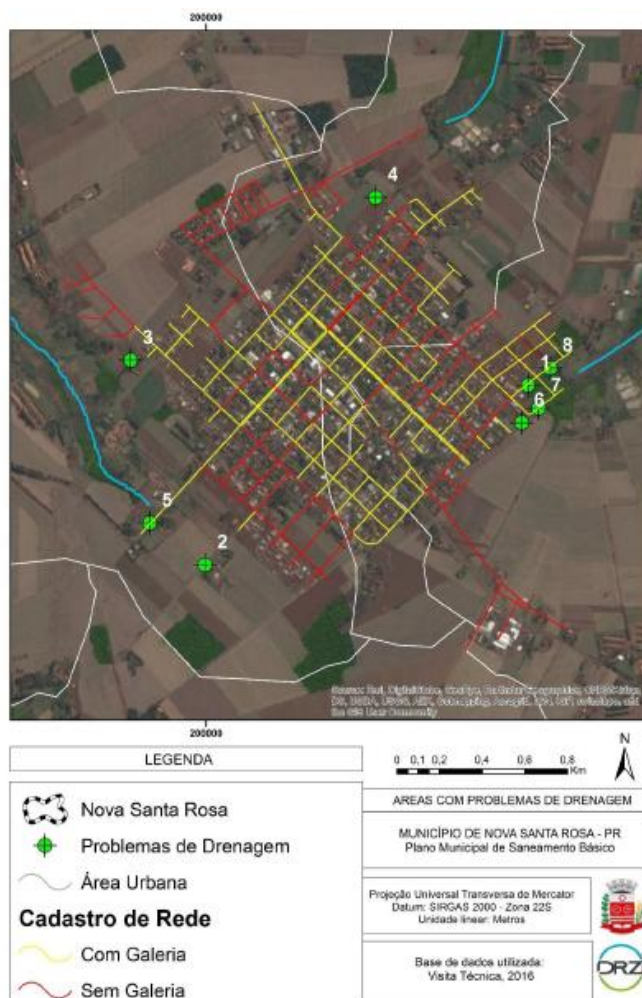 200000
4
3
8
1
7
6
5
2
200000
LEGENDA
Nova Santa Rosa
Problemas de Drenagem
Área Urbana
Cadastro de Rede
Com Galeria
Sem Galeria
N
0 0,1 0,2 0,4 0,6 0,8
Km
AREAS COM PROBLEMAS DE DRENAGEM
MUNICÍPIO DE NOVA SANTA ROSA - PR
Plano Municipal de Saneamento Básico
Projeção Universal Transversa de Mercator
Datum: SIRGAS 2000 - Zona 22S
Unidade linear: Metros
Base de dados utilizada:
Visita Técnica, 2016
DRZ